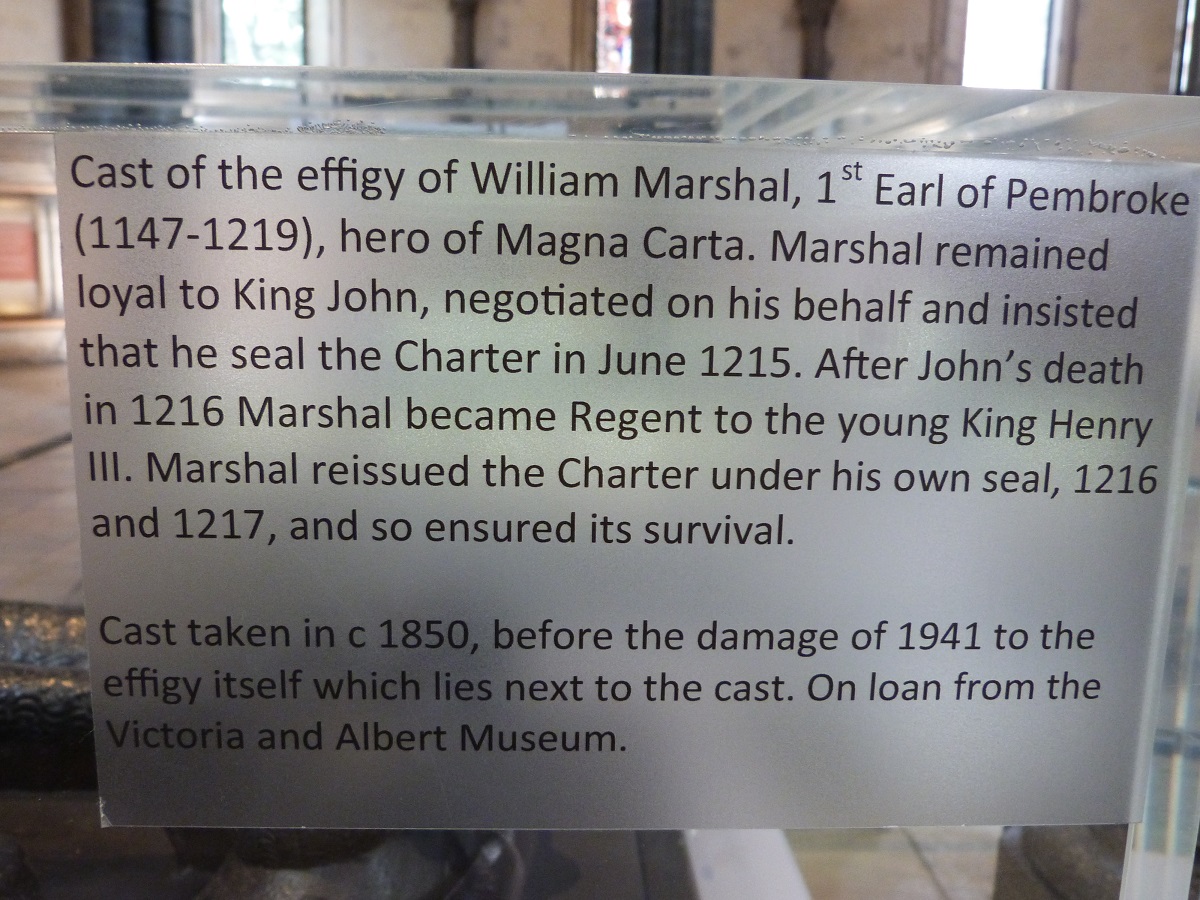 Cast of the effigy of William Marshal, 1st Earl of Pembroke
(1147-1219), hero of Magna Carta. Marshal remained
loyal to King John, negotiated on his behalf and insisted
that he seal the Charter in June 1215. After John’s death
in 1216 Marshal became Regent to the young King Henry
III. Marshal reissued the Charter under his own seal, 1216
and 1217, and so ensured its survival.
Cast taken in c 1850, before the damage of 1941 to the
effigy itself which lies next to the cast. On loan from the
Victoria and Albert Museum.